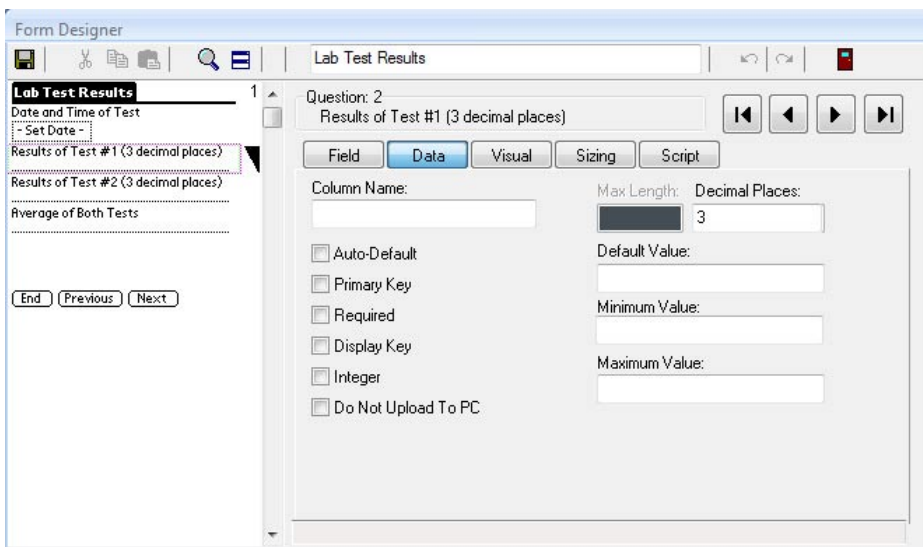 Form Designer
Lab Test Results
Lab Test Results 1
Date and Time of Test
- Set Date -
Results of Test #1 (3 decimal places)
Results of Test #2 (3 decimal places)
Average of Both Tests
End Previous Next
Question: 2
Results of Test #1 (3 decimal places)
Field Data Visual Sizing Script
Column Name:
Max Length: Decimal Places:
3
Auto-Default
Default Value:
Primary Key
Required
Minimum Value:
Display Key
Integer
Maximum Value:
Do Not Upload To PC